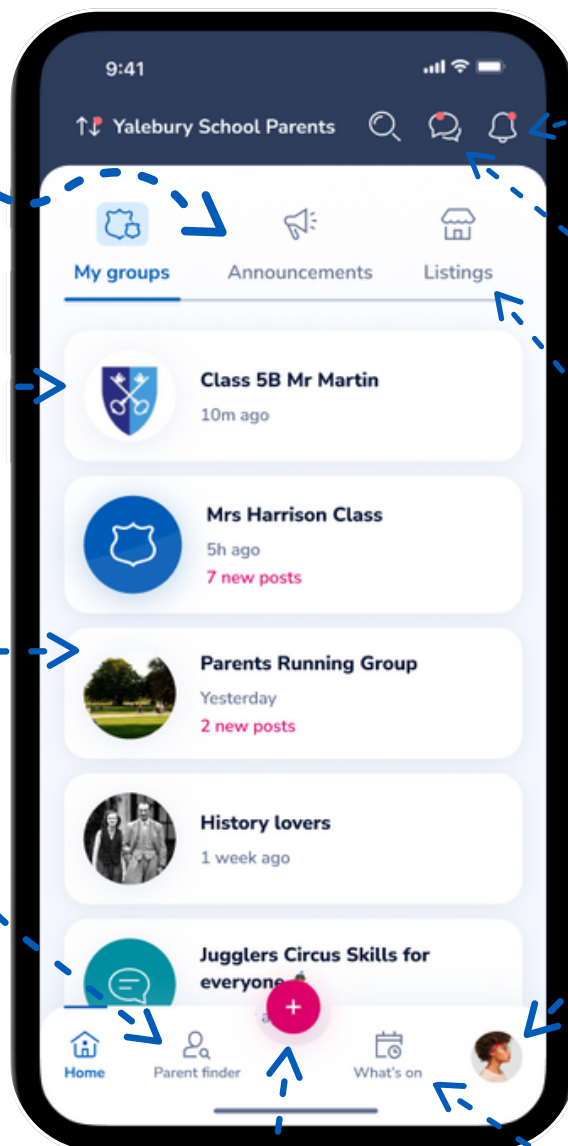 9:41
Yalebury School Parents
My groups
Announcements
Listings
Class 5B Mr Martin
10m ago
Mrs Harrison Class
5h ago
7 new posts
Parents Running Group
Yesterday
2 new posts
History lovers
1 week ago
Jugglers Circus Skills for
everyone
+
Home
Parent finder
What's on